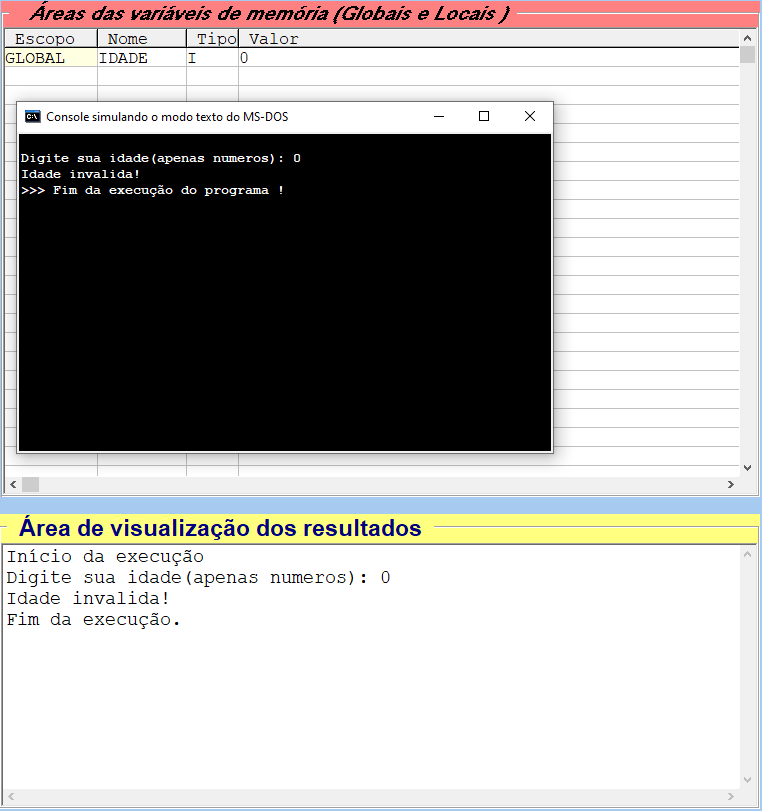 Áreas das variáveis de memória (Globais e Locais )
Escopo Nome Tipo Valor
GLOBAL IDADE I 0
C:\ Console simulando o modo texto do MS-DOS
Digite sua idade(apenas numeros): 0
Idade invalida!
>>> Fim da execução do programa !
Área de visualização dos resultados
Início da execução
Digite sua idade(apenas numeros): 0
Idade invalida!
Fim da execução.